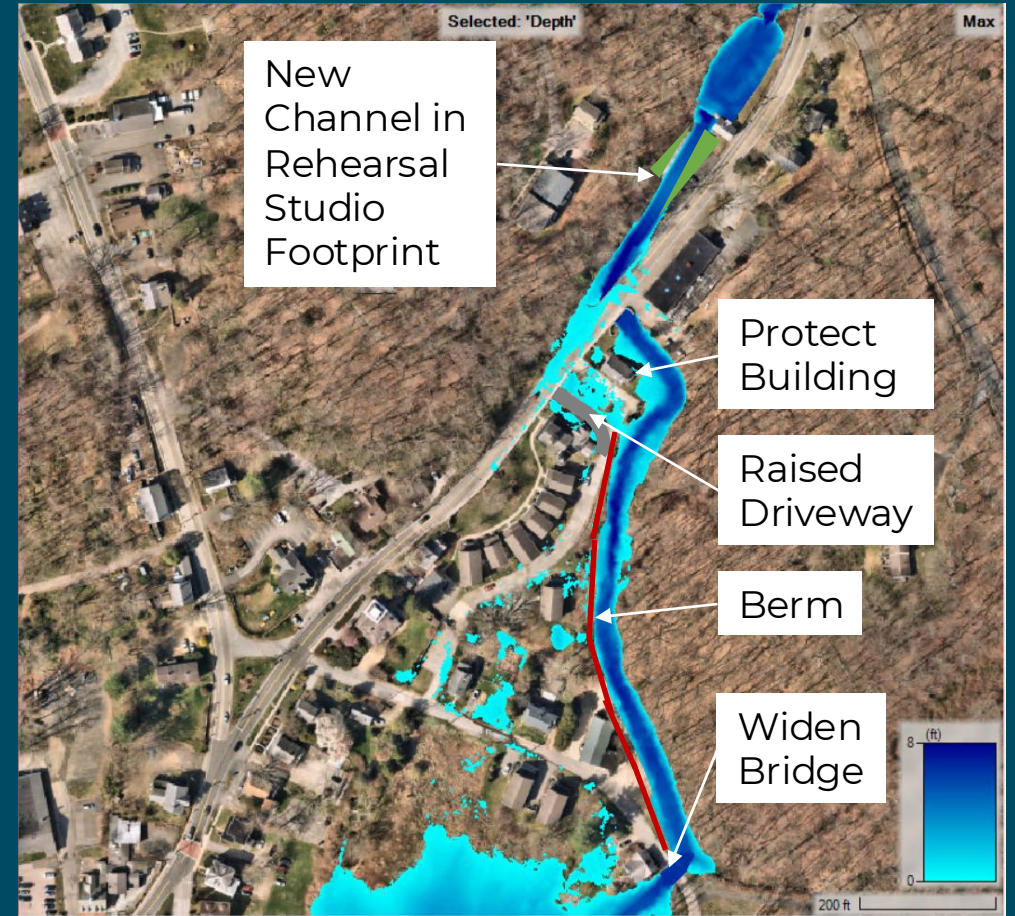 Selected: 'Depth'
Max
New
Channel in
Rehearsal
Studio
Footprint
Protect
Building
Raised
Driveway
Berm
Widen
Bridge
(ft)
8
0
200 ft